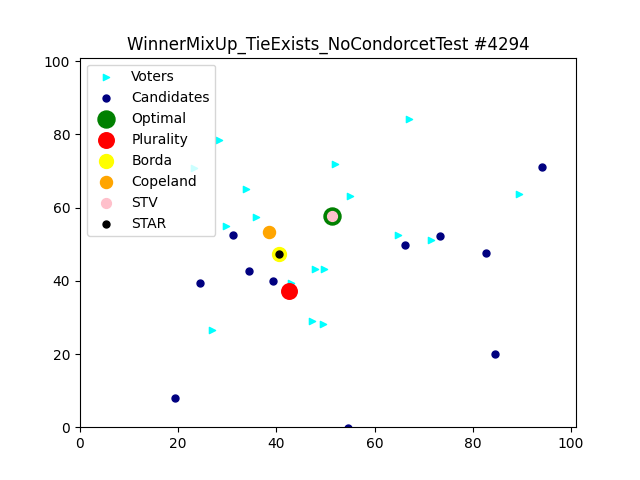 WinnerMixUp_TieExists_NoCondorcetTest #4294
100
80
60
40
20
0
0 20 40 60 80 100
Voters
Candidates
Optimal
Plurality
Borda
Copeland
STV
STAR